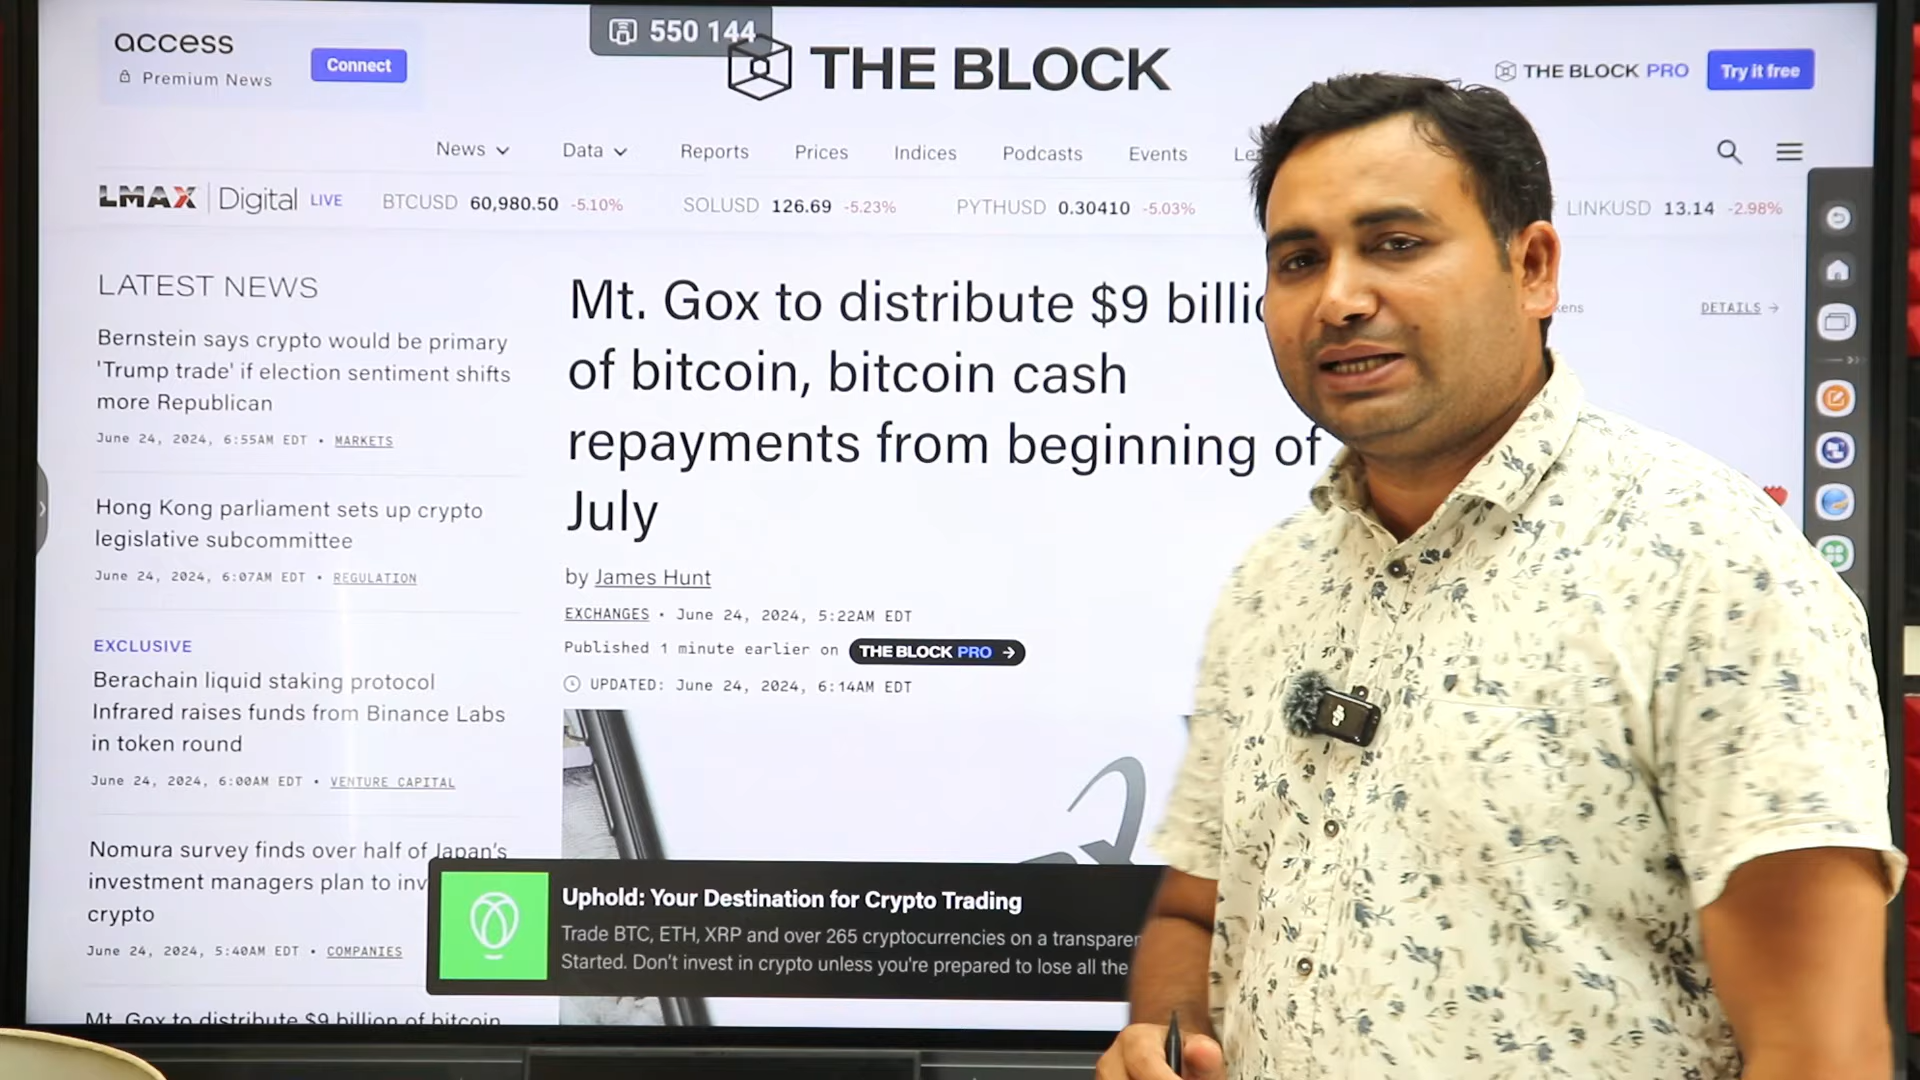 access
Premium News
Connect
550 144
THE BLOCK
THE BLOCK PRO
Try it free
News
Data
Reports
Prices
Indices
Podcasts
Events
LMAX Digital LIVE
BTCUSD 60,980.50 -5.10%
SOLUSD 126.69 -5.23%
PYTHUSD 0.30410 -5.03%
LINKUSD 13.14 -2.98%
LATEST NEWS
Bernstein says crypto would be primary
'Trump trade' if election sentiment shifts
more Republican
June 24, 2024, 6:55AM EDT • MARKETS
Hong Kong parliament sets up crypto
legislative subcommittee
June 24, 2024, 6:07AM EDT • REGULATION
EXCLUSIVE
Berachain liquid staking protocol
Infrared raises funds from Binance Labs
in token round
June 24, 2024, 6:00AM EDT • VENTURE CAPITAL
Nomura survey finds over half of Japan's
investment managers plan to inv
crypto
June 24, 2024, 5:40AM EDT • COMPANIES
Mt. Gox to distribute $9 billion of bitcoin
Mt. Gox to distribute $9 billio
of bitcoin, bitcoin cash
repayments from beginning of
July
by James Hunt
EXCHANGES • June 24, 2024, 5:22AM EDT
Published 1 minute earlier on THE BLOCK PRO →
UPDATED: June 24, 2024, 6:14AM EDT
DETAILS →
Uphold: Your Destination for Crypto Trading
Trade BTC, ETH, XRP and over 265 cryptocurrencies on a transparen
Started. Don't invest in crypto unless you're prepared to lose all the